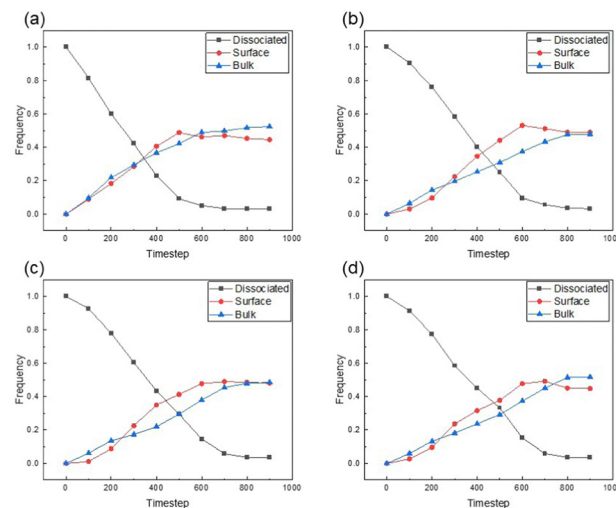 (a)
Dissociated
Surface
Bulk
1.0
0.8
0.6
0.4
0.2
0.0
Frequency
0 200 400 600 800 1000
Timestep
(b)
Dissociated
Surface
Bulk
1.0
0.8
0.6
0.4
0.2
0.0
Frequency
0 200 400 600 800 100
Timestep
(c)
Dissociated
Surface
Bulk
1.0
0.8
0.6
0.4
0.2
0.0
Frequency
0 200 400 600 800 1000
Timestep
(d)
Dissociated
Surface
Bulk
1.0
0.8
0.6
0.4
0.2
0.0
Frequency
0 200 400 600 800 100
Timestep